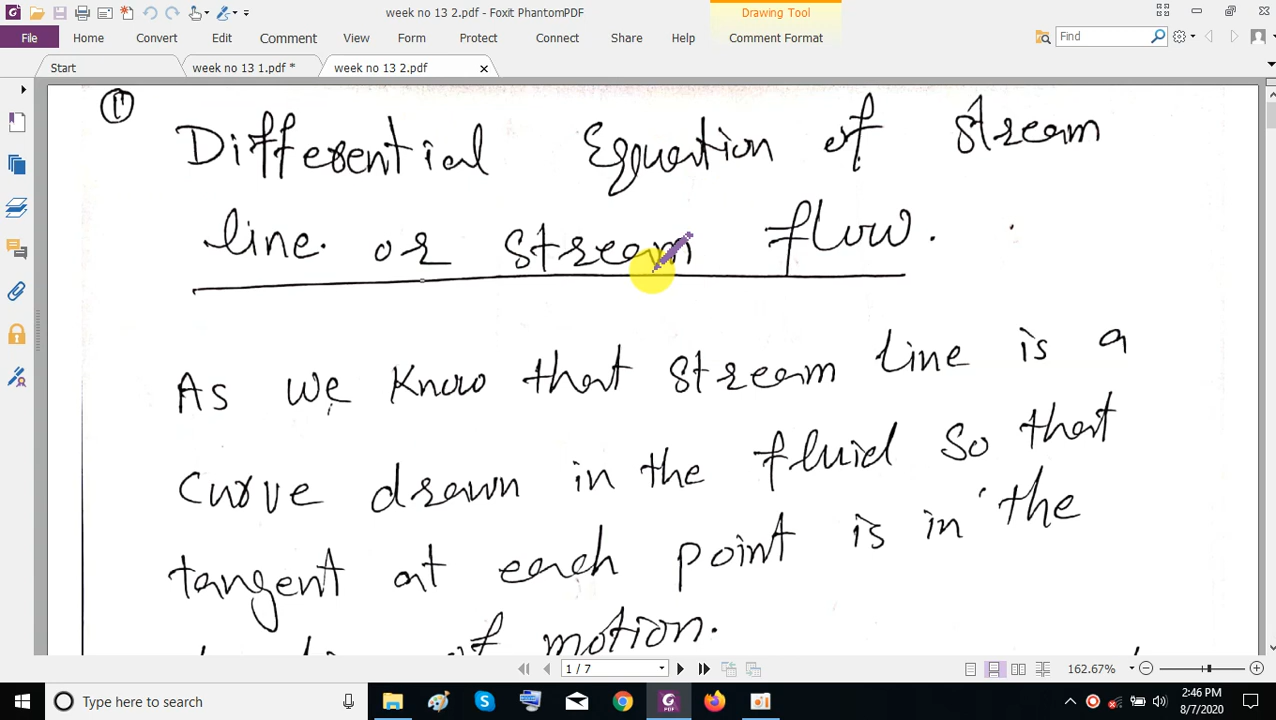 week no 13 2.pdf - Foxit PhantomPDF
Drawing Tool
File
Home
Convert
Edit
Comment
View
Form
Protect
Connect
Share
Help
Comment Format
Find
Start
week no 13 1.pdf *
week no 13 2.pdf
1
Differential Equation of stream
line or stream flow.
As we know that stream line is a
curve drawn in the fluid so that
tangent at each point is in the
of motion.
1 / 7
162.67%
Type here to search
2:46 PM
8/7/2020